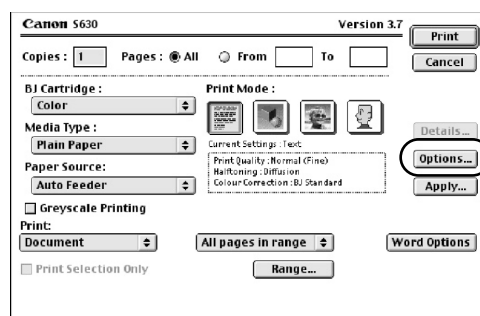 Canon S630 Version 3.7
Print
Copies : 1 Pages : All From To
Cancel
BJ Cartridge :
Color
Print Mode :
Media Type :
Plain Paper
Current Settings : Text
Details...
Print Quality : Normal (Fine)
Halftoning : Diffusion
Colour Correction : BJ Standard
Options...
Paper Source:
Auto Feeder
Apply...
Greyscale Printing
Print:
Document All pages in range Word Options
Print Selection Only Range...